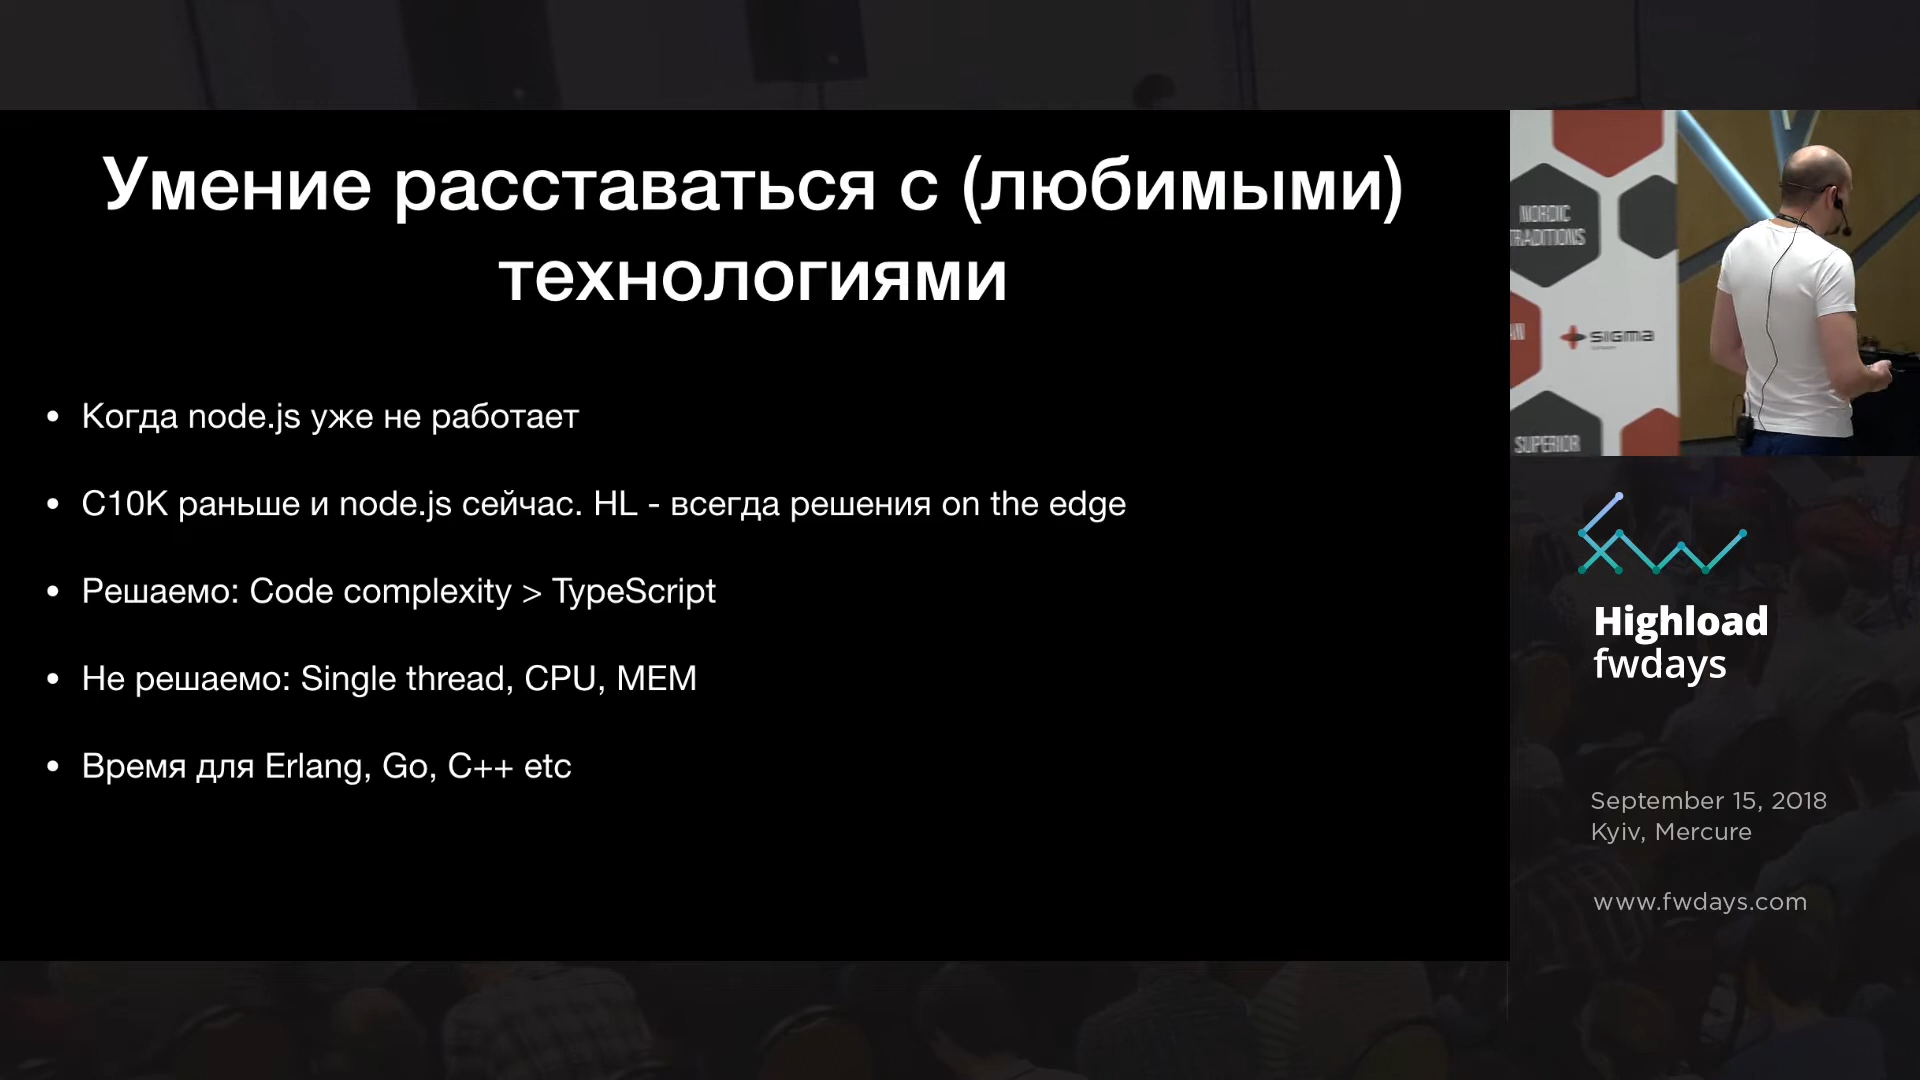 Умение расставаться с (любимыми)
технологиями
• Когда node.js уже не работает
• C10K раньше и node.js сейчас. HL - всегда решения on the edge
• Решаемо: Code complexity > TypeScript
• Не решаемо: Single thread, CPU, MEM
• Время для Erlang, Go, C++ etc
NORDIC
TRADITIONS
SIGMA
SUPERIOR
Highload
fwdays
September 15, 2018
Kyiv, Mercure
www.fwdays.com